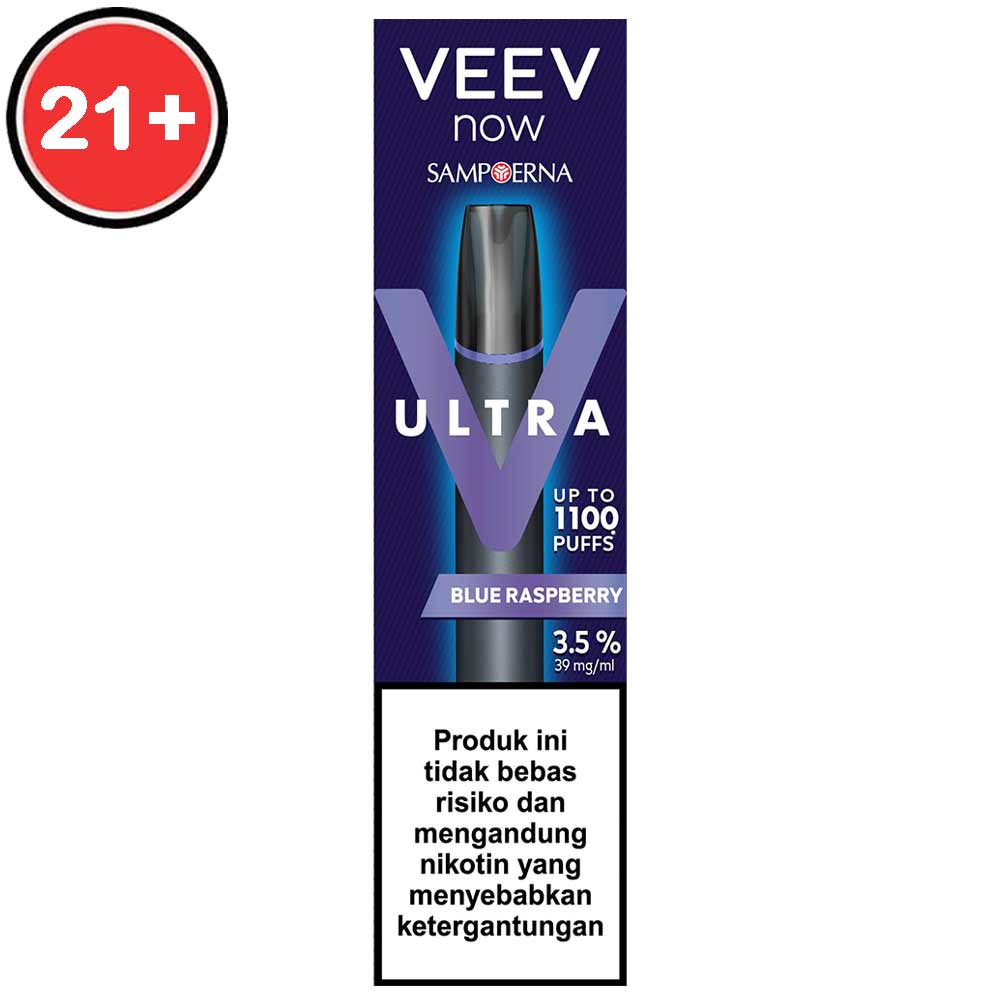 21+
VEEV
now
SAMPOERNA
ULTRA
UP TO
1100
PUFFS
BLUE RASPBERRY
3.5 %
39 mg/ml
Produk ini
tidak bebas
risiko dan
mengandung
nikotin yang
menyebabkan
ketergantungan